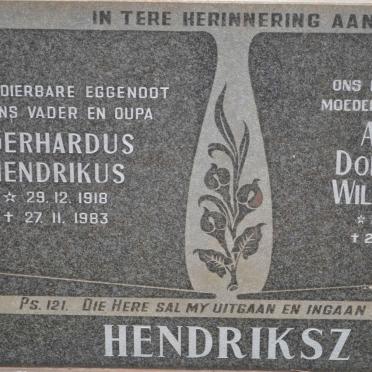 IN TERE HERINNERING AAN
DIERBARE EGGENOOT
NS VADER EN OUPA
GERHARDUS
HENDRIKUS
☆ 29. 12. 1918
✝ 27. 11. 1983
ONS
MOEDE
DO
WIL
PS. 121. DIE HERE SAL MY UITGAAN EN INGAAN
HENDRIKSZ